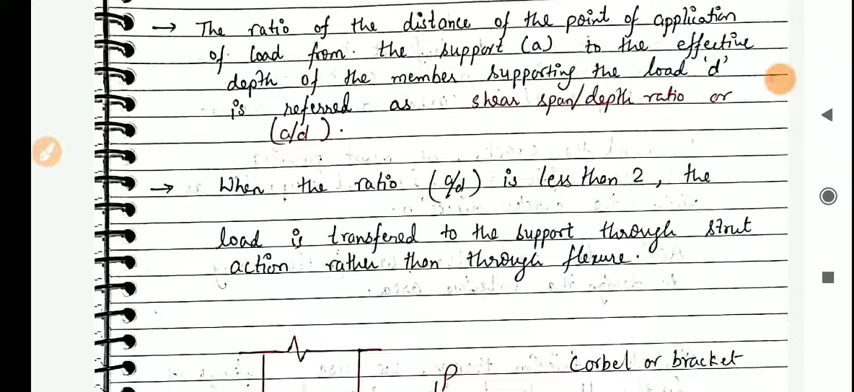 → The ratio of the distance of the point of application
of load from the support (a) to the effective
depth of the member supporting the load 'd'
is referred as shear span/depth ratio or
(a/d).
→ When the ratio (a/d) is less than 2, the
load is transfered to the support through strut
action rather then through flexure.
P
Corbel or bracket